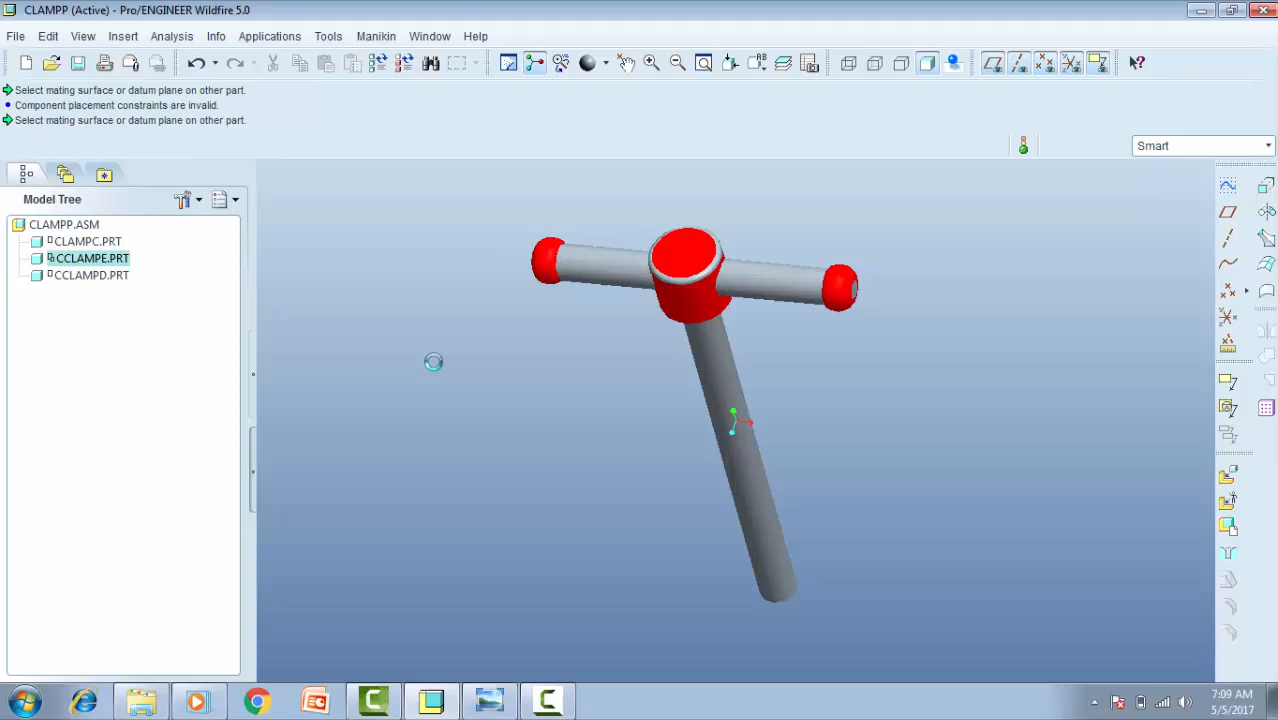 CLAMPP (Active) - Pro/ENGINEER Wildfire 5.0
File Edit View Insert Analysis Info Applications Tools Manikin Window Help
Select mating surface or datum plane on other part.
Component placement constraints are invalid.
Select mating surface or datum plane on other part.
Smart
Model Tree
CLAMPP.ASM
CLAMPC.PRT
CCLAMPE.PRT
CCLAMPD.PRT
7:09 AM
5/5/2017